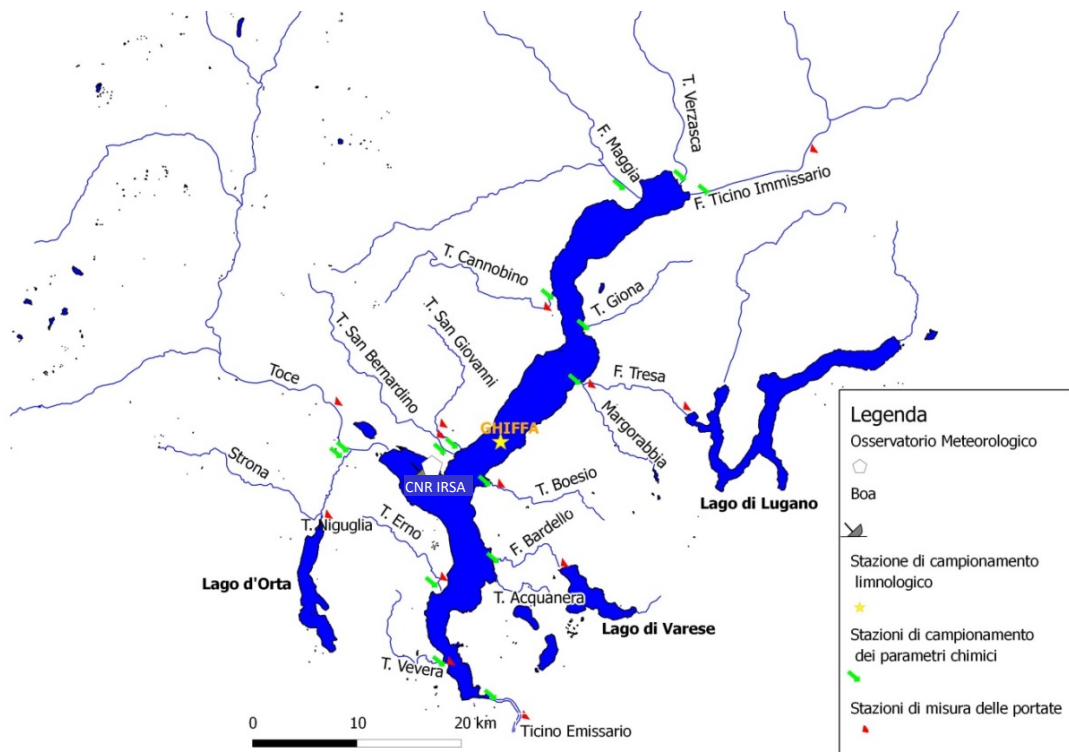 T. Verzasca
F. Maggia
F. Ticino Immissario
T. Cannobino
T. Giona
T. San Giovanni
T. San Bernardino
Toce
F. Tresa
GHIFFA
Margorabbia
Strona
CNR IRSA
T. Boesio
Lago di Lugano
T. Niguglia
T. Erno
F. Bardello
Lago d'Orta
T. Acquanera
Lago di Varese
T. Vevera
Ticino Emissario
0 10 20 km
Legenda
Osservatorio Meteorologico
Boa
Stazione di campionamento
limnologico
Stazioni di campionamento
dei parametri chimici
Stazioni di misura delle portate